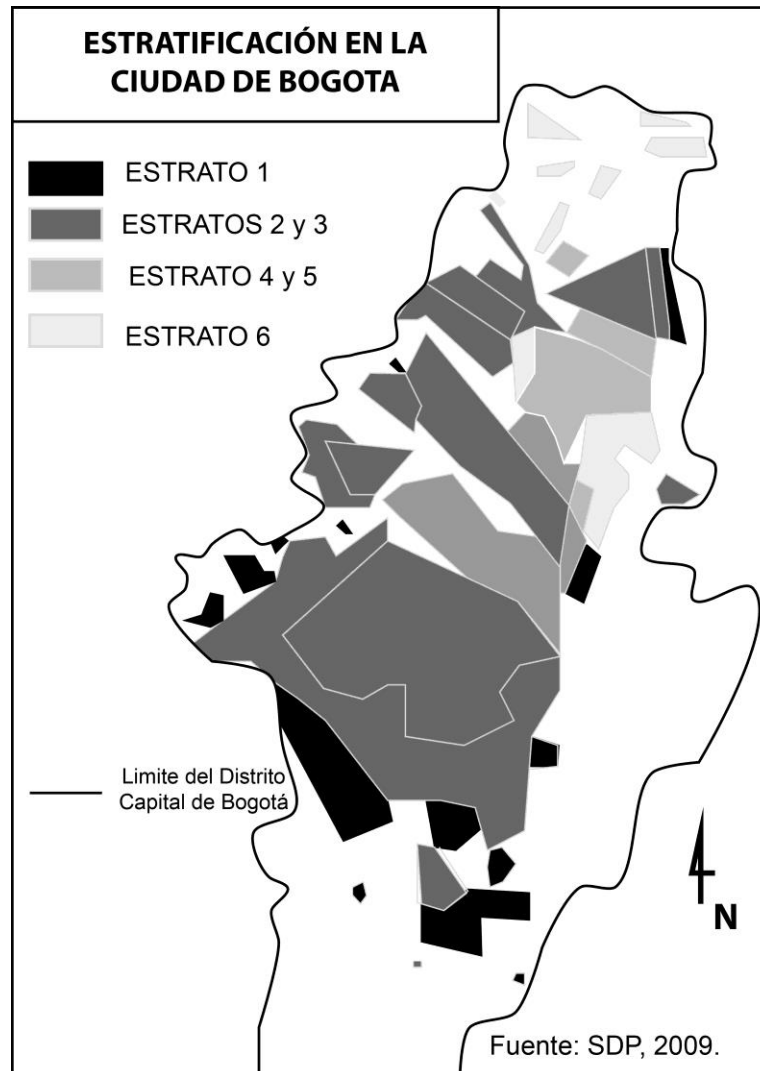 ESTRATIFICACIÓN EN LA
CIUDAD DE BOGOTA
ESTRATO 1
ESTRATOS 2 y 3
ESTRATO 4 y 5
ESTRATO 6
Limite del Distrito
Capital de Bogotá
N
Fuente: SDP, 2009.